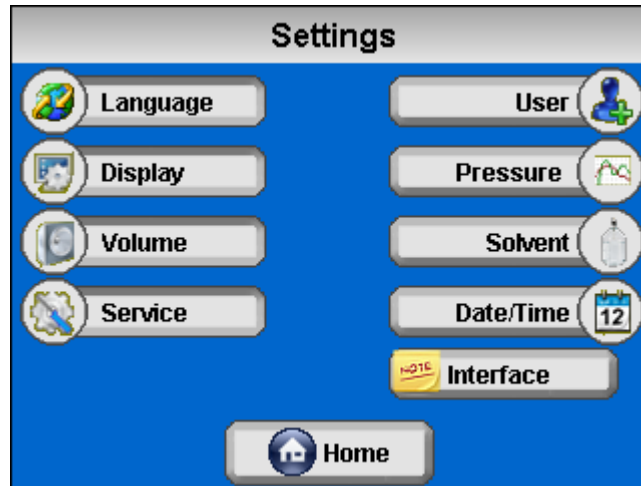 Settings
Language
User
Display
Pressure
Volume
Solvent
Service
Date/Time
12
NOTE
Interface
Home